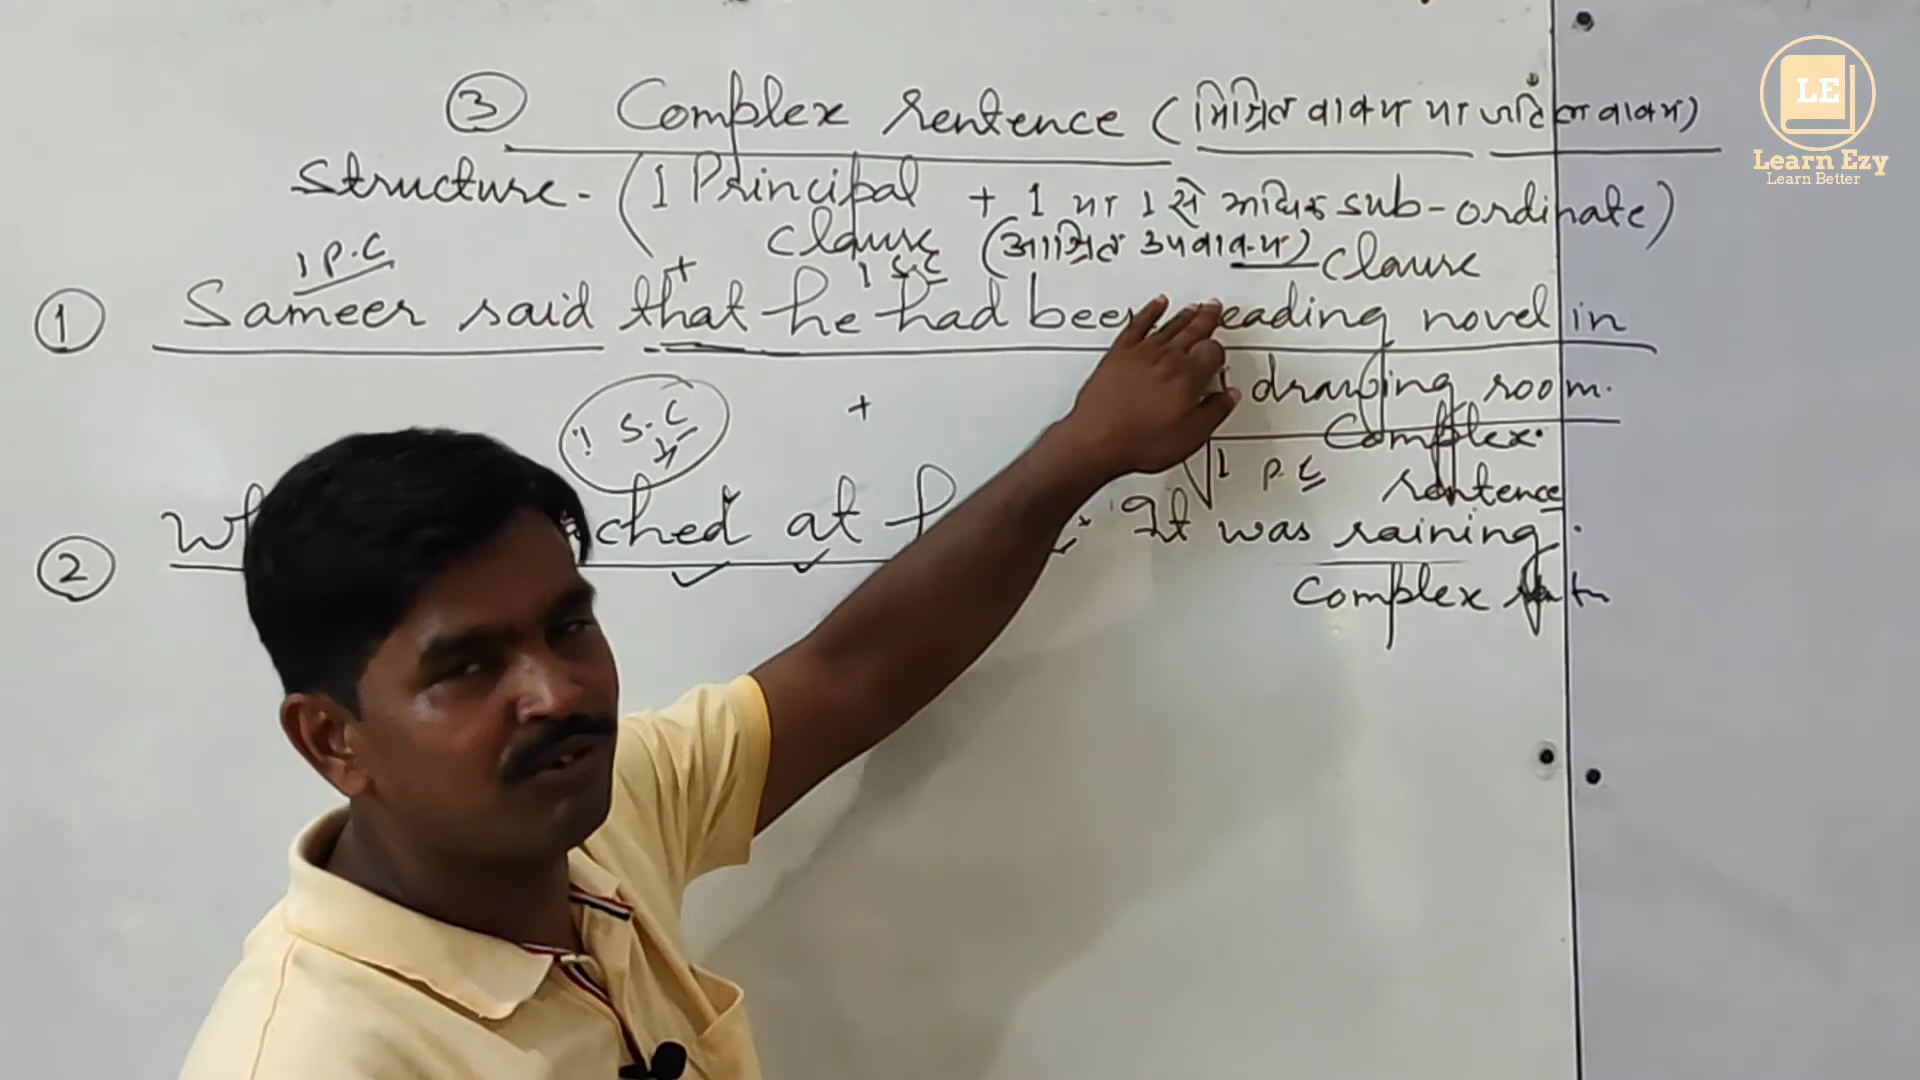 ③ Complex sentence (मिश्रित वाक्य या जटिल वाक्य)
Structure - (1 Principal Clause + 1 या 1 से अधिक sub-ordinate) Clause
(आश्रित उपवाक्य)
1 P.C + 1 S.C
① Sameer said that he had been reading novel in
drawing room.
Complex sentence
1 S.C + 1 P.C
② at It was raining.
Complex
LE
Learn Ezy
Learn Better